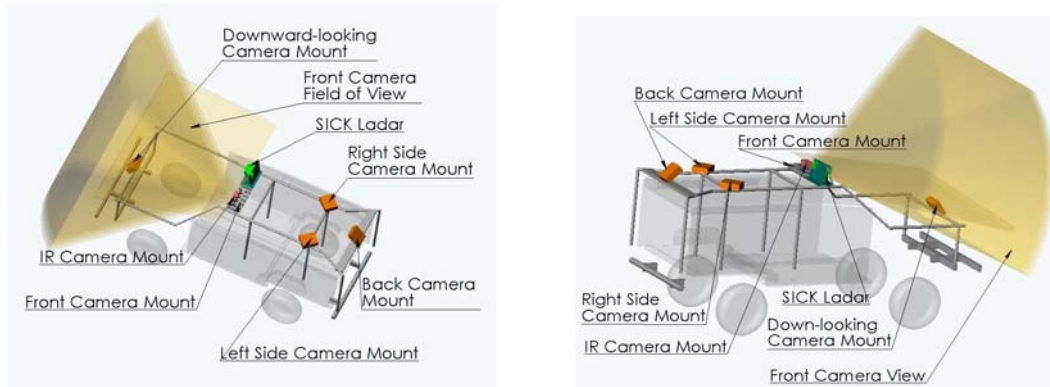 Downward-looking
Camera Mount
Front Camera
Field of View
SICK Ladar
Right Side
Camera Mount
IR Camera Mount
Front Camera Mount
Back Camera
Mount
Left Side Camera Mount
Back Camera Mount
Left Side Camera Mount
Front Camera Mount
Right Side
Camera Mount
IR Camera Mount
SICK Ladar
Down-looking
Camera Mount
Front Camera View